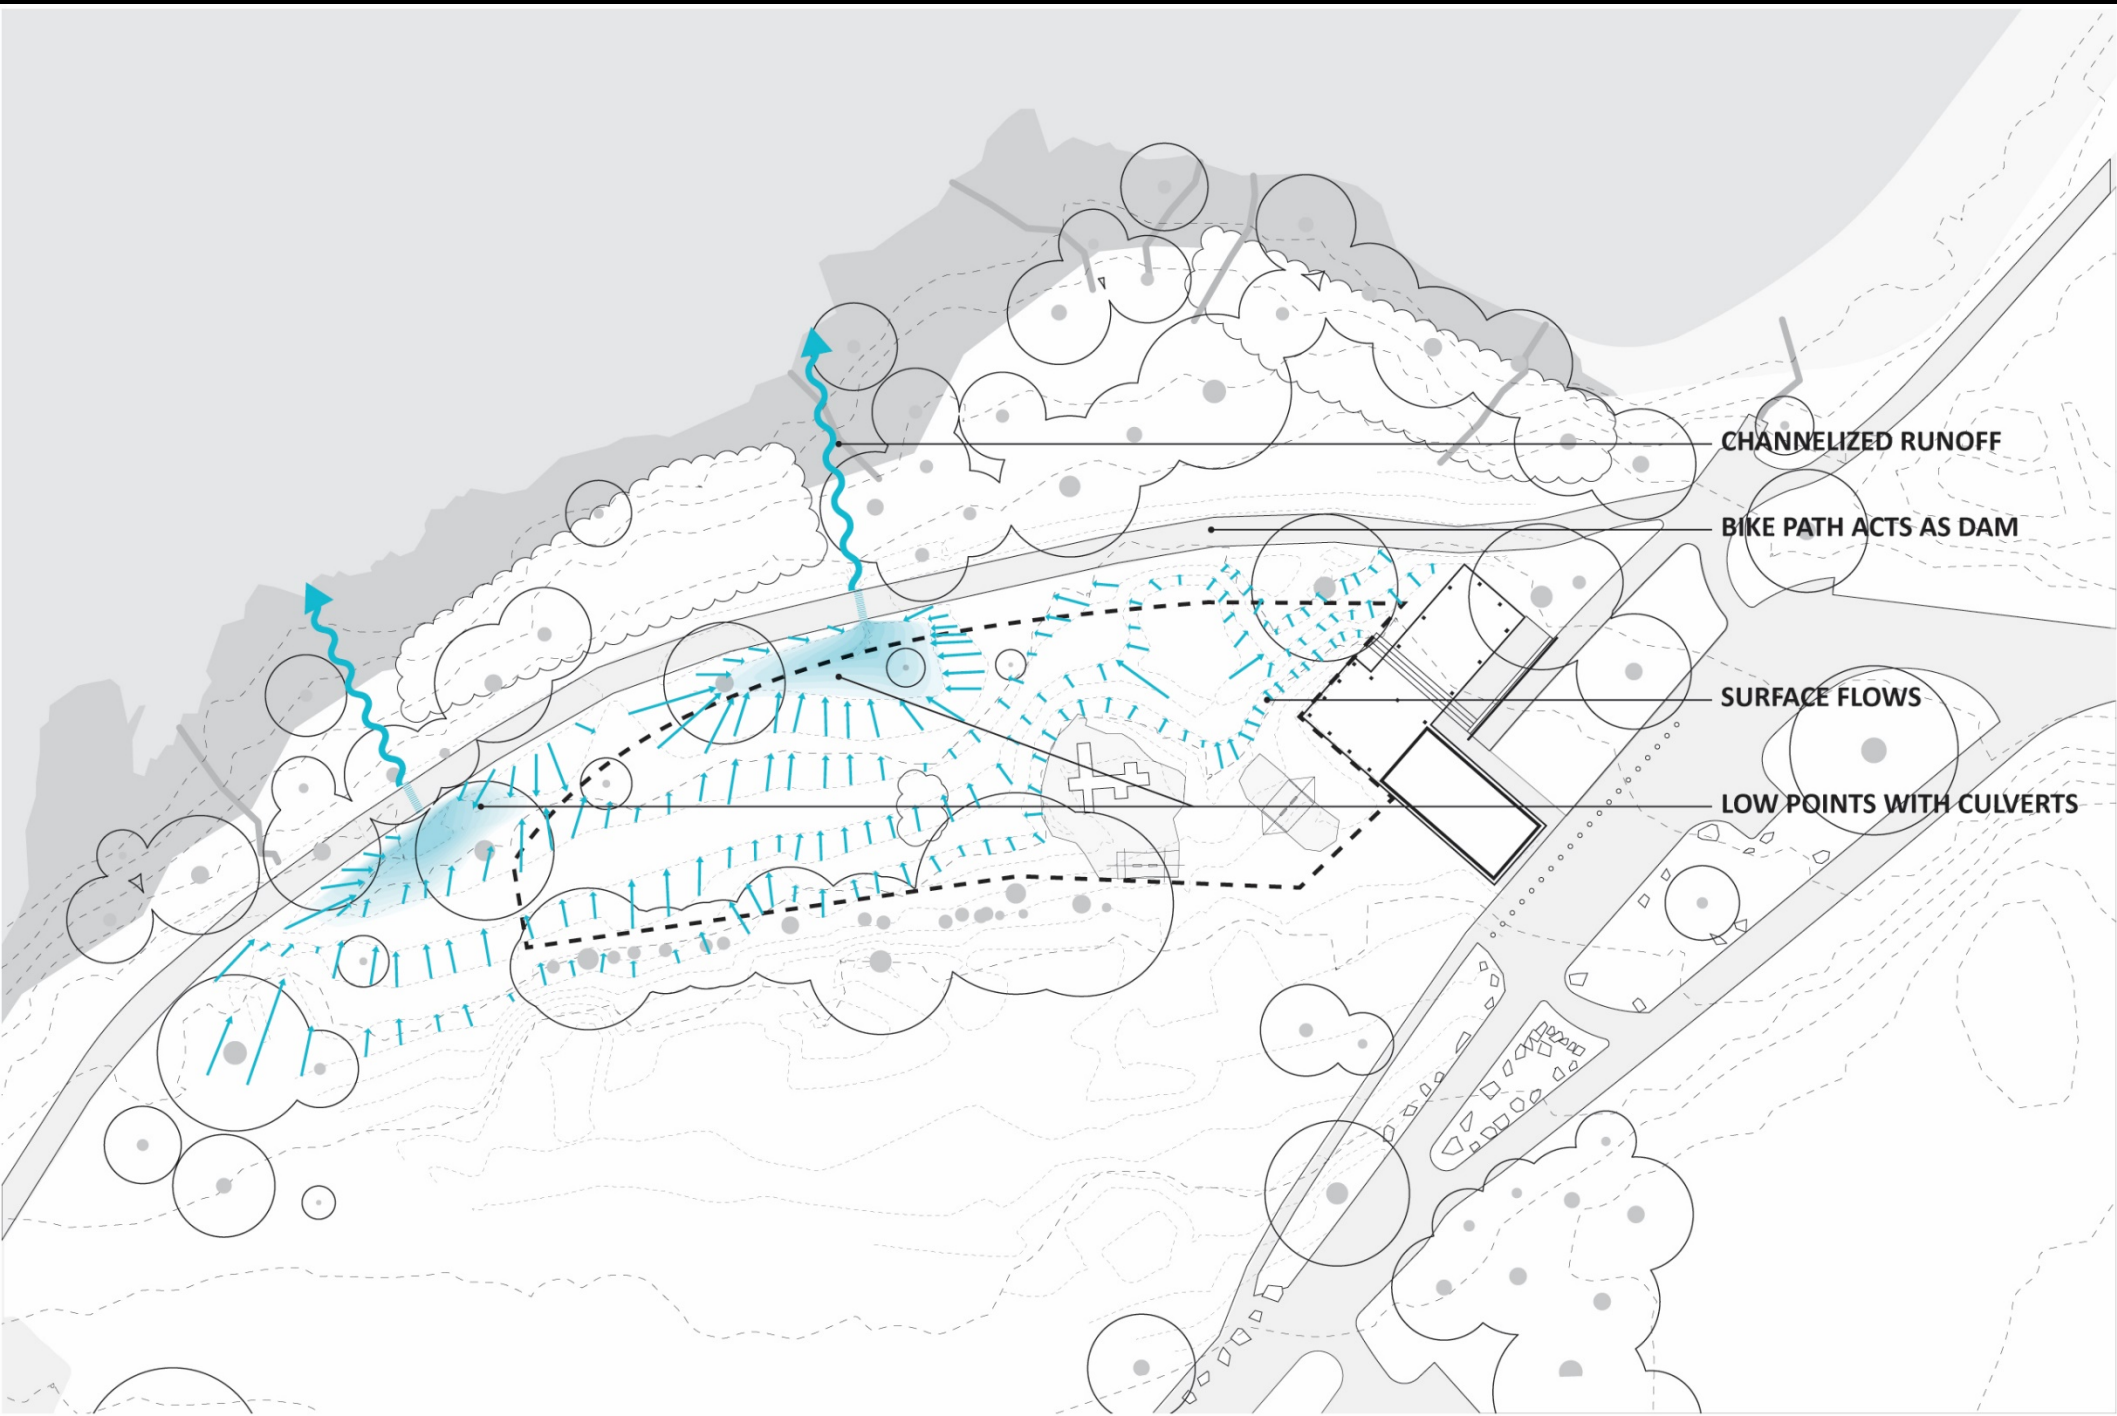 CHANNELIZED RUNOFF
BIKE PATH ACTS AS DAM
SURFACE FLOWS
LOW POINTS WITH CULVERTS